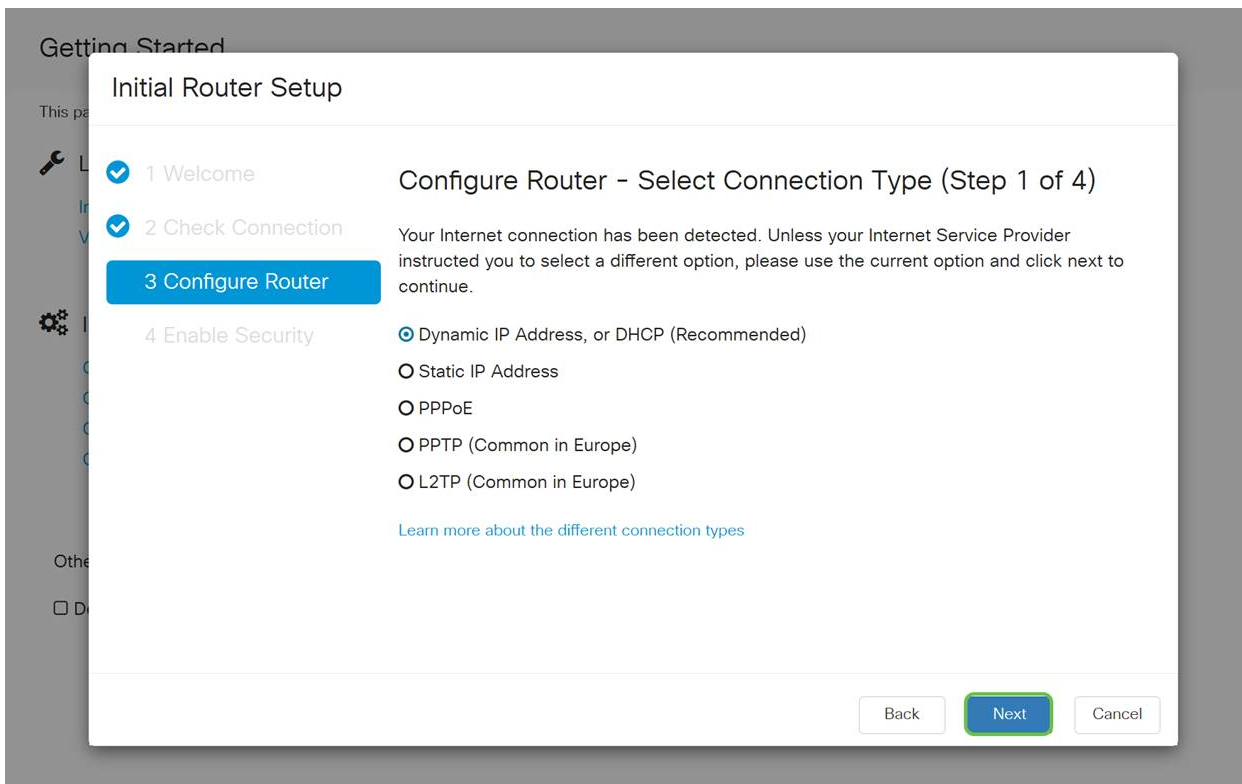 Getting Started
Initial Router Setup
This pa
1 Welcome
2 Check Connection
3 Configure Router
4 Enable Security
Configure Router - Select Connection Type (Step 1 of 4)
Your Internet connection has been detected. Unless your Internet Service Provider
instructed you to select a different option, please use the current option and click next to
continue.
Dynamic IP Address, or DHCP (Recommended)
Static IP Address
PPPoE
PPTP (Common in Europe)
L2TP (Common in Europe)
Learn more about the different connection types
Othe
Back
Next
Cancel